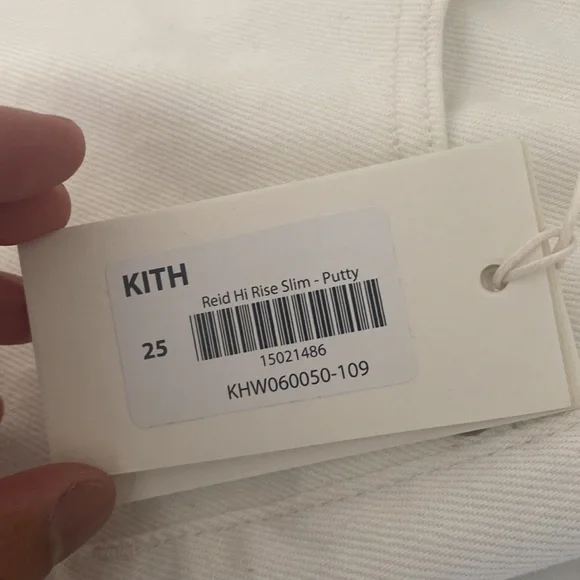 KITH
Reid Hi Rise Slim - Putty
25
15021486
KHW060050-109